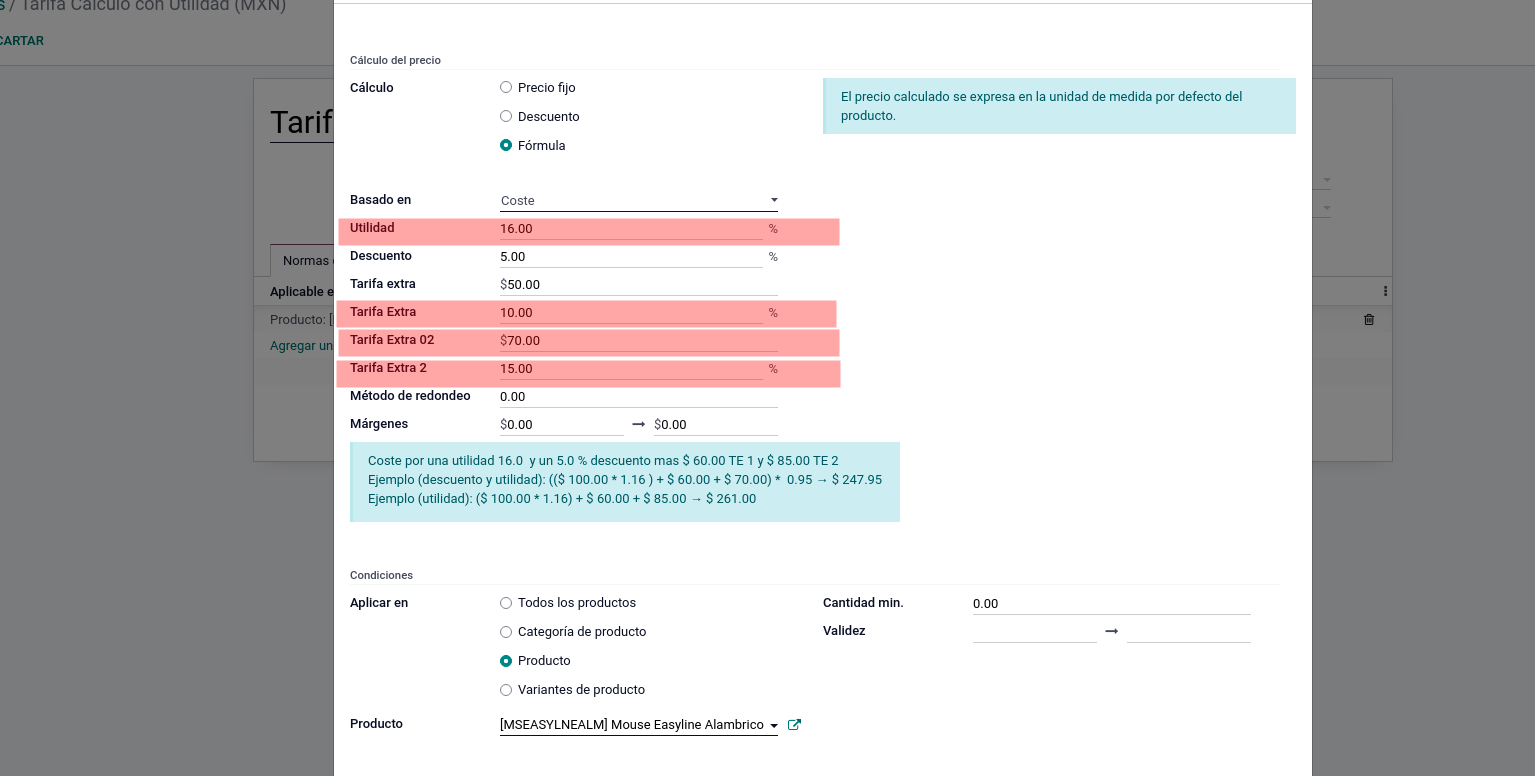 s / Tarifa Calculo con Utilidad (MXN)
CARTAR
Cálculo del precio
Cálculo
Precio fijo
Descuento
Fórmula
El precio calculado se expresa en la unidad de medida por defecto del
producto.
Tarif
Basado en Coste
Utilidad 16.00 %
Descuento 5.00 %
Tarifa extra $50.00
Tarifa Extra 10.00 %
Tarifa Extra 02 $70.00
Tarifa Extra 2 15.00 %
Método de redondeo 0.00
Márgenes $0.00 → $0.00
Normas
Aplicable e
Producto: [
Agregar un
Coste por una utilidad 16.0 y un 5.0 % descuento mas $ 60.00 TE 1 y $ 85.00 TE 2
Ejemplo (descuento y utilidad): (($ 100.00 * 1.16 ) + $ 60.00 + $ 70.00) * 0.95 → $ 247.95
Ejemplo (utilidad): ($ 100.00 * 1.16) + $ 60.00 + $ 85.00 → $ 261.00
Condiciones
Aplicar en
Todos los productos
Categoría de producto
Producto
Variantes de producto
Cantidad min. 0.00
Validez →
Producto [MSEASYLNEALM] Mouse Easyline Alambrico